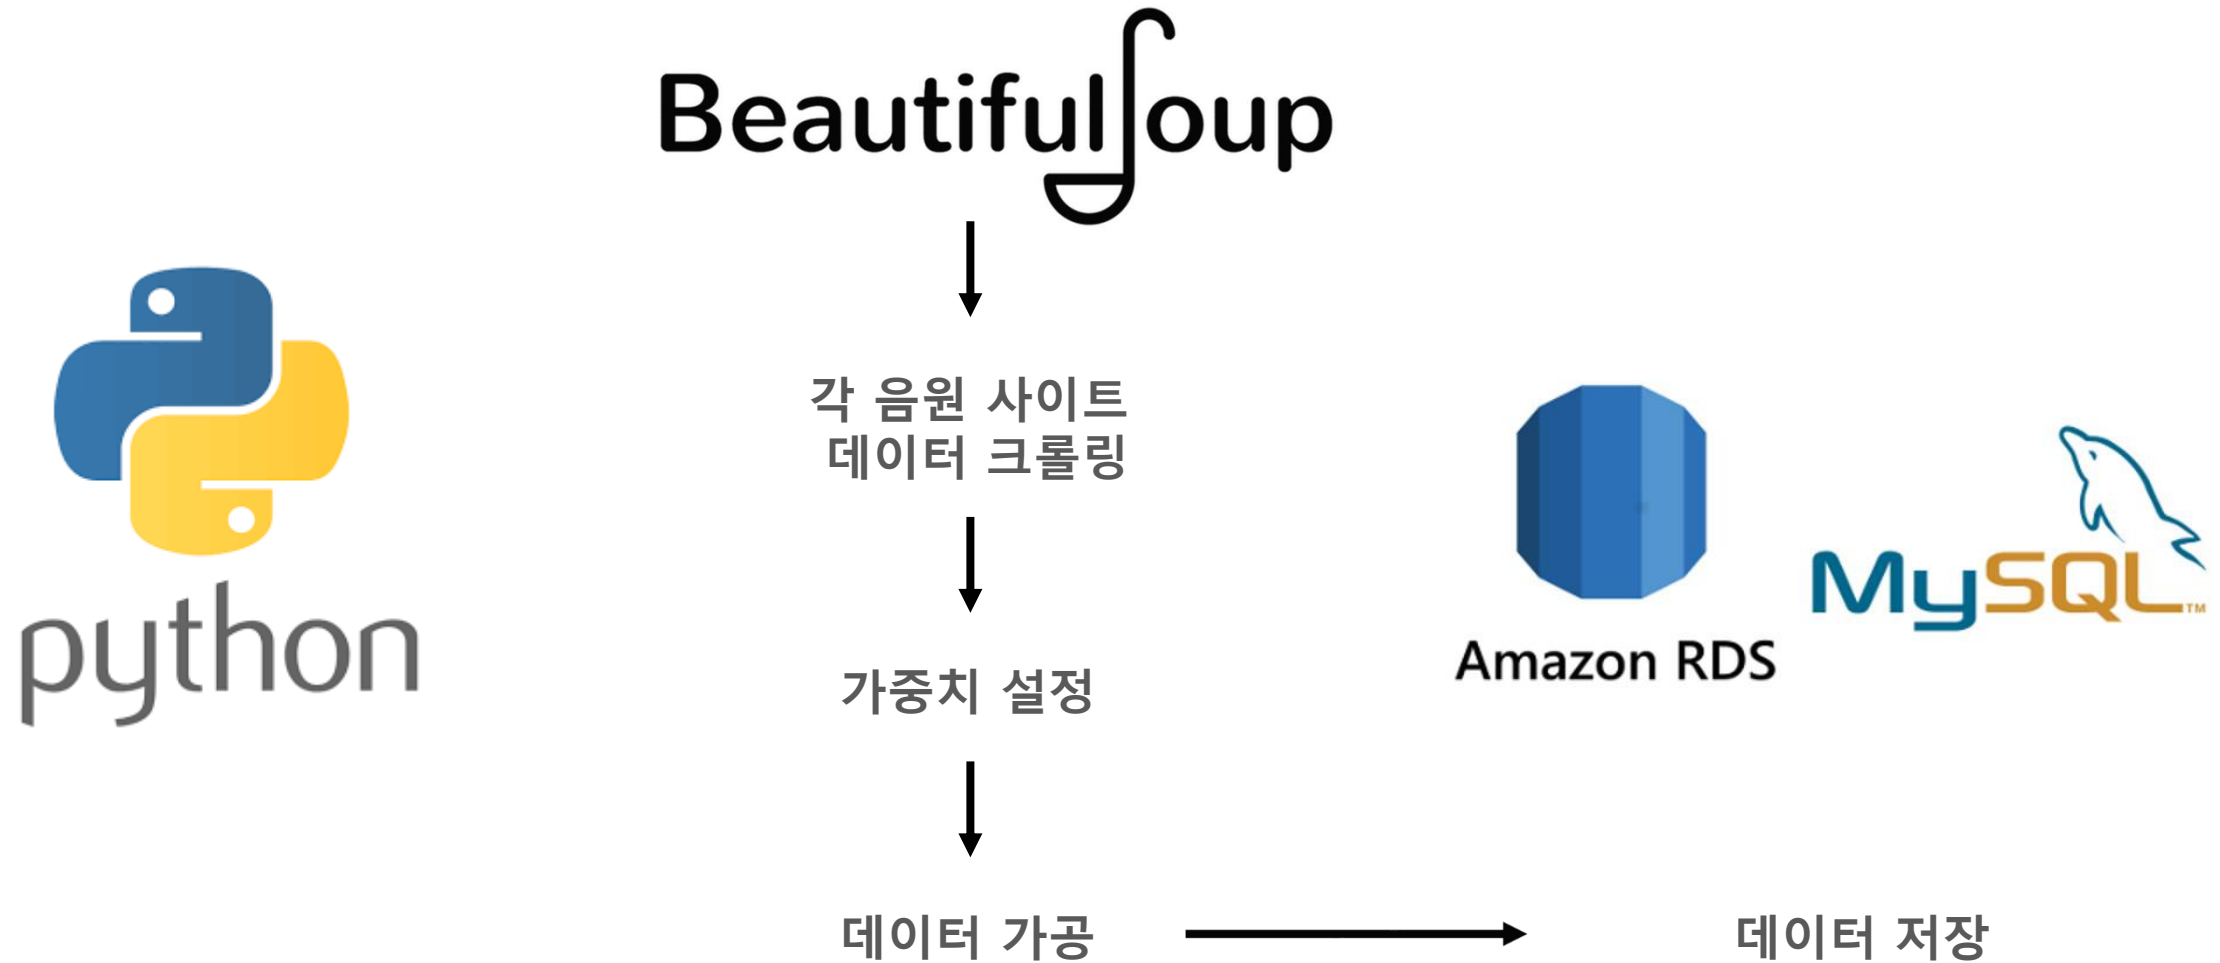 BeautifulSoup
python
각 음원 사이트
데이터 크롤링
Amazon RDS
MySQL™
가중치 설정
데이터 가공
데이터 저장